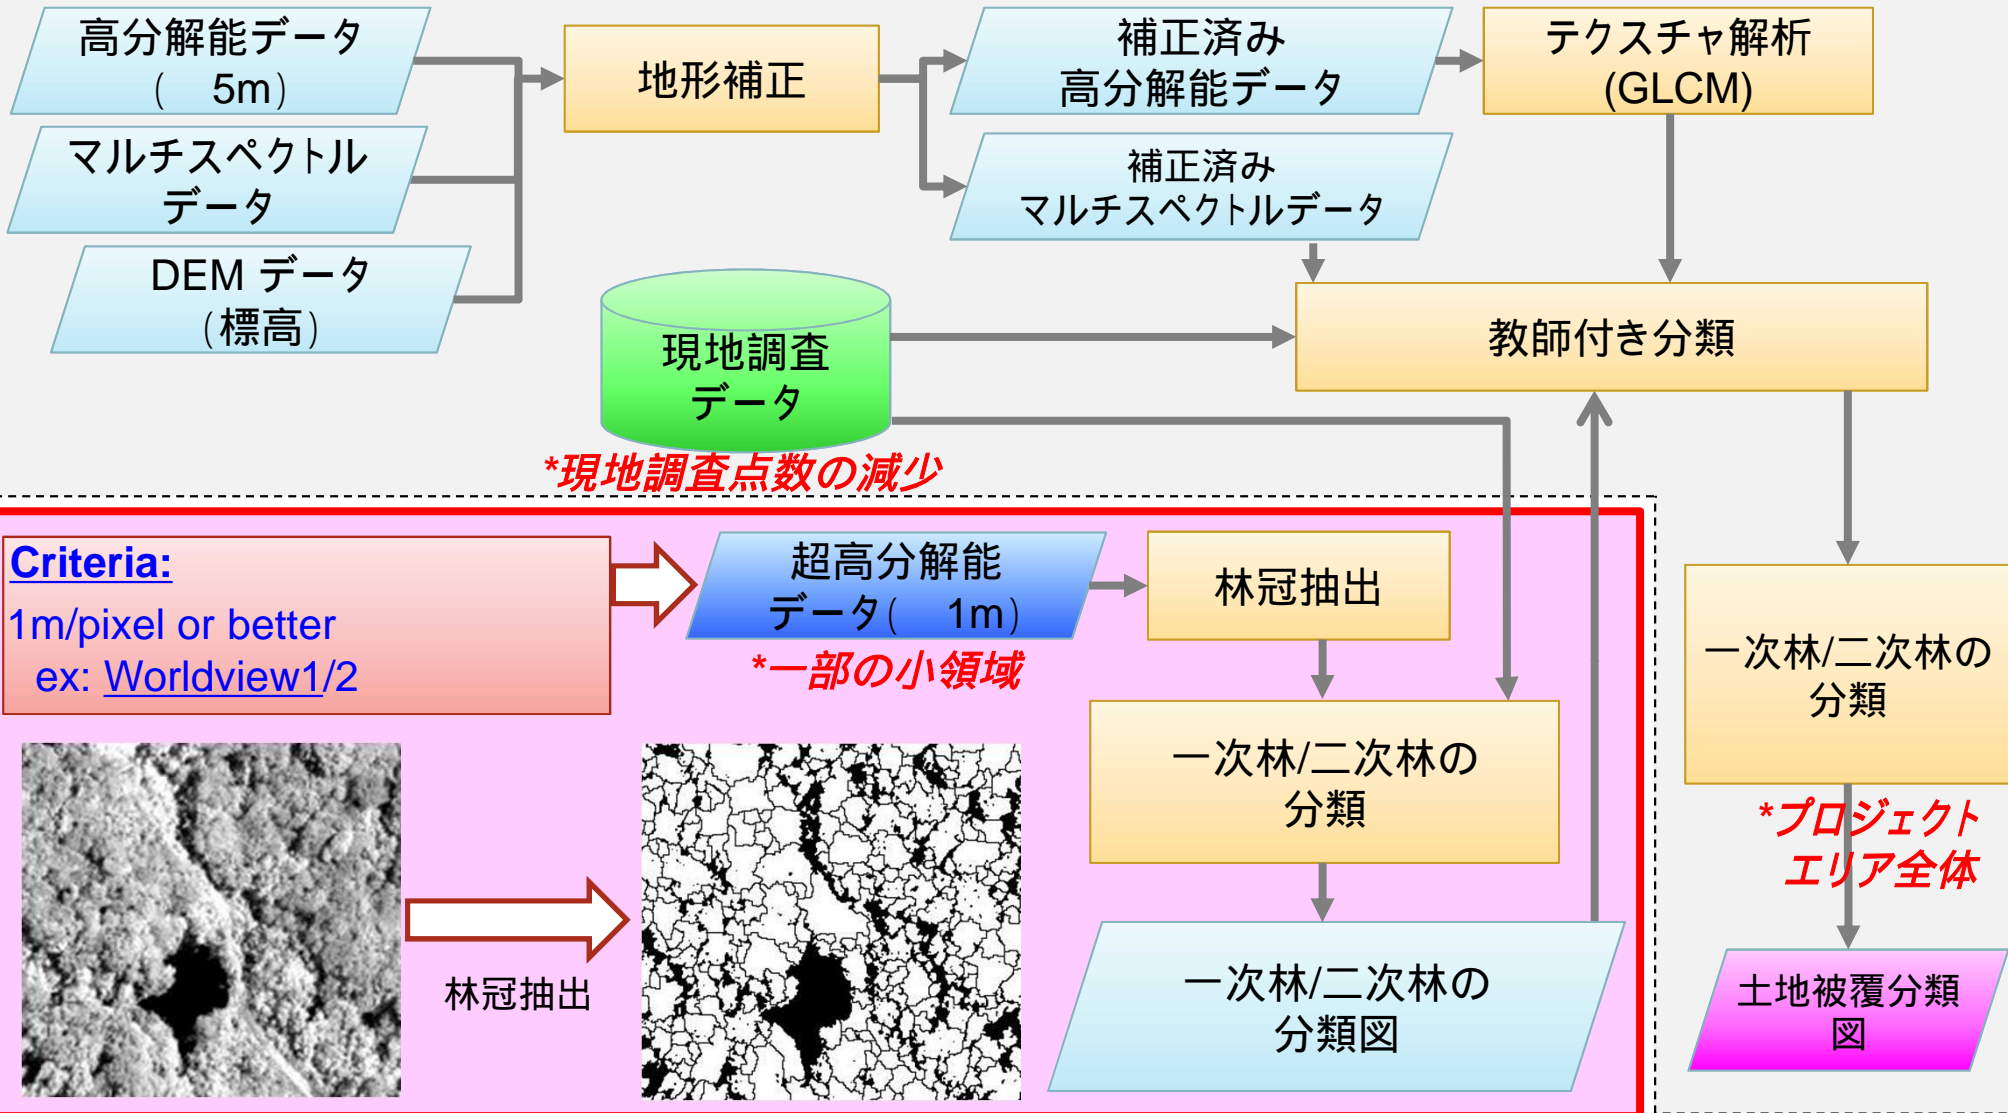 高分解能データ
(　5m)
マルチスペクトル
データ
DEM データ
(標高)
地形補正
補正済み
高分解能データ
補正済み
マルチスペクトルデータ
テクスチャ解析
(GLCM)
現地調査
データ
*現地調査点数の減少
教師付き分類
Criteria:
1m/pixel or better
ex: Worldview1/2
超高分解能
データ(　1m)
*一部の小領域
林冠抽出
一次林/二次林の
分類
一次林/二次林の
分類図
林冠抽出
一次林/二次林の
分類
*プロジェクト
エリア全体
土地被覆分類
図